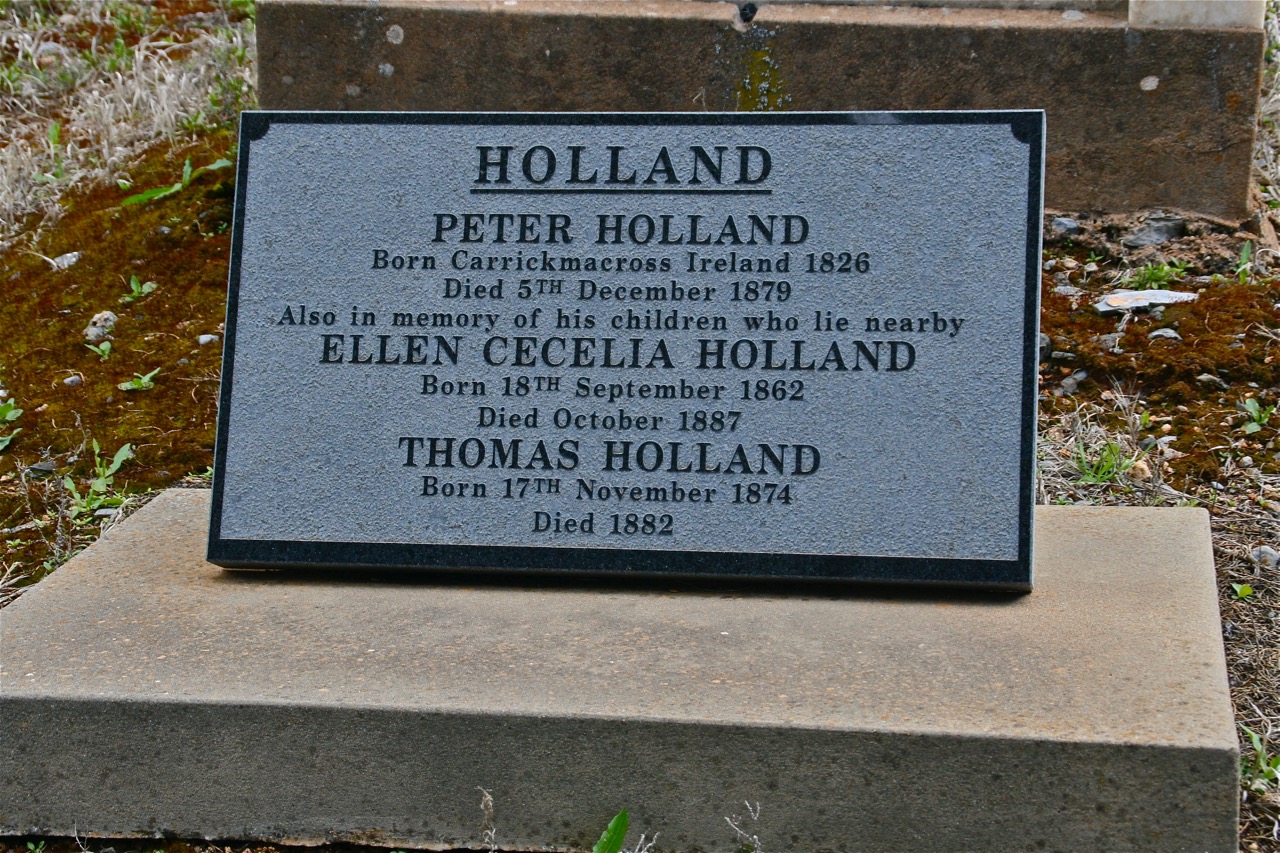 HOLLAND
PETER HOLLAND
Born Carrickmacross Ireland 1826
Died 5TH December 1879
Also in memory of his children who lie nearby
ELLEN CECELIA HOLLAND
Born 18TH September 1862
Died October 1887
THOMAS HOLLAND
Born 17TH November 1874
Died 1882